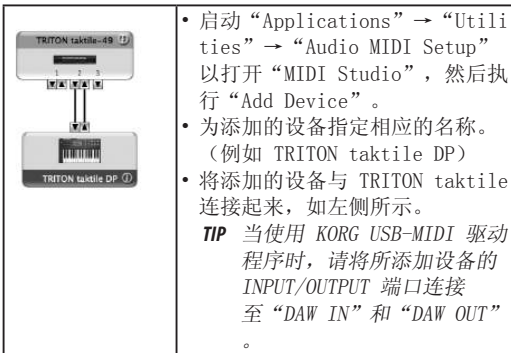 TRITON taktile-49
1 2 3
TRITON taktile DP
• 启动“Applications”→“Utili
ties”→“Audio MIDI Setup”
以打开“MIDI Studio”，然后执
行“Add Device”。
• 为添加的设备指定相应的名称。
（例如 TRITON taktile DP）
• 将添加的设备与 TRITON taktile
连接起来，如左侧所示。
TIP 当使用 KORG USB-MIDI 驱动
程序时，请将所添加设备的
INPUT/OUTPUT 端口连接
至“DAW IN”和“DAW OUT”
。